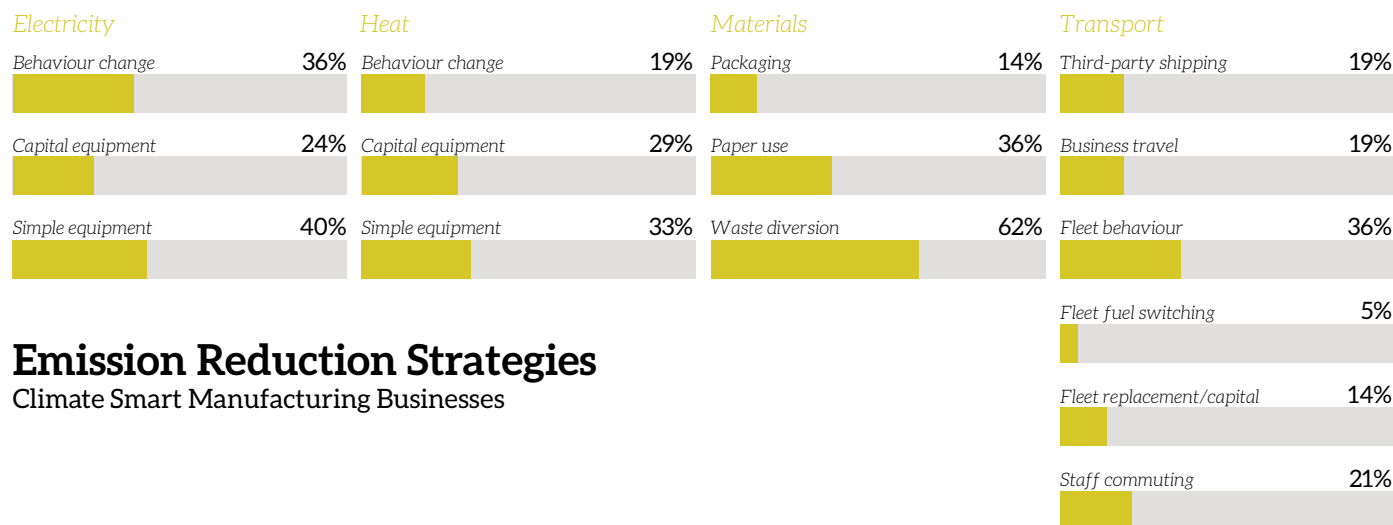 Electricity
Behaviour change 36%
Capital equipment 24%
Simple equipment 40%
Heat
Behaviour change 19%
Capital equipment 29%
Simple equipment 33%
Materials
Packaging 14%
Paper use 36%
Waste diversion 62%
Transport
Third-party shipping 19%
Business travel 19%
Fleet behaviour 36%
Fleet fuel switching 5%
Fleet replacement/capital 14%
Staff commuting 21%
Emission Reduction Strategies
Climate Smart Manufacturing Businesses